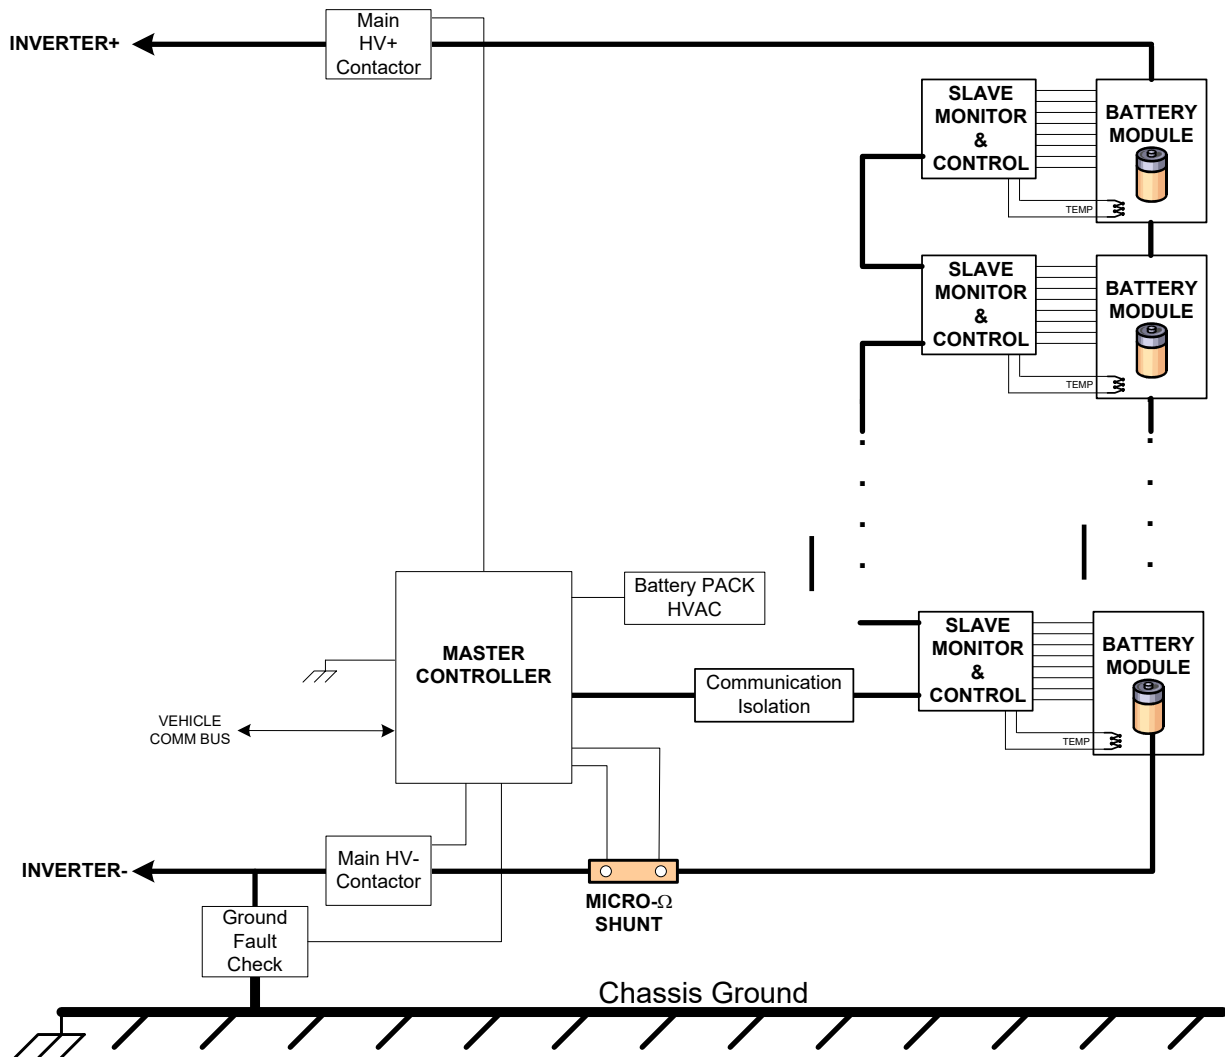 Main
HV+
Contactor
INVERTER+
SLAVE
MONITOR
&
CONTROL
BATTERY
MODULE
TEMP
SLAVE
MONITOR
&
CONTROL
BATTERY
MODULE
TEMP
Battery PACK
HVAC
MASTER
CONTROLLER
Communication
Isolation
SLAVE
MONITOR
&
CONTROL
BATTERY
MODULE
TEMP
VEHICLE
COMM BUS
INVERTER-
Main HV-
Contactor
MICRO-Ω
SHUNT
Ground
Fault
Check
Chassis Ground